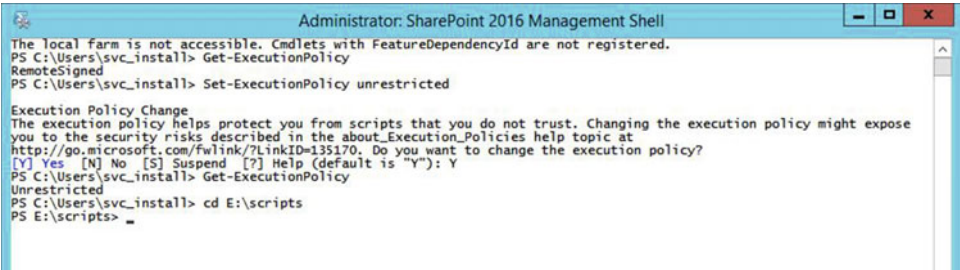 Administrator: SharePoint 2016 Management Shell
The local farm is not accessible. Cmdlets with FeatureDependencyId are not registered.
PS C:\Users\svc_install> Get-ExecutionPolicy
RemoteSigned
PS C:\Users\svc_install> Set-ExecutionPolicy unrestricted
Execution Policy Change
The execution policy helps protect you from scripts that you do not trust. Changing the execution policy might expose
you to the security risks described in the about_Execution_Policies help topic at
http://go.microsoft.com/fwlink/?LinkID=135170. Do you want to change the execution policy?
[Y] Yes  [N] No  [S] Suspend  [?] Help (default is "Y"): Y
PS C:\Users\svc_install> Get-ExecutionPolicy
Unrestricted
PS C:\Users\svc_install> cd E:\scripts
PS E:\scripts> _